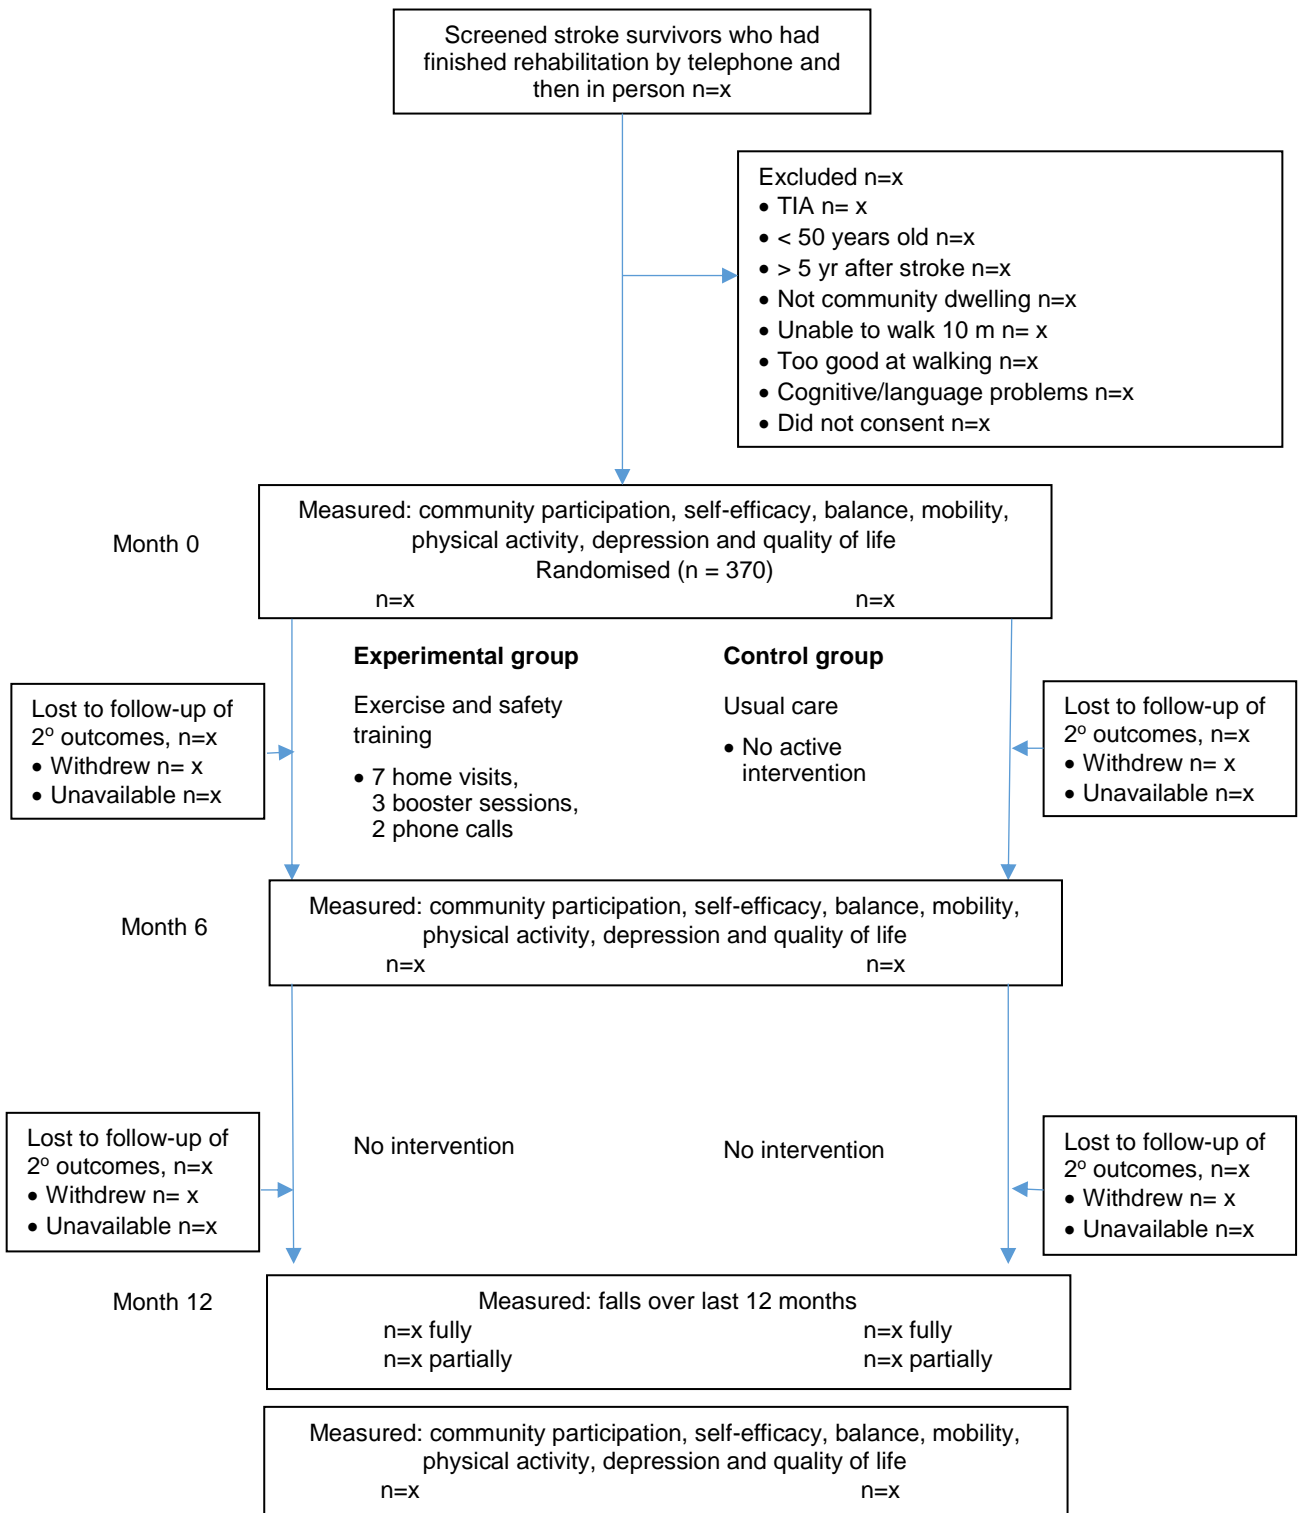 Screened stroke survivors who had
finished rehabilitation by telephone and
then in person n=x
Excluded n=x
• TIA n= x
• < 50 years old n=x
• > 5 yr after stroke n=x
• Not community dwelling n=x
• Unable to walk 10 m n= x
• Too good at walking n=x
• Cognitive/language problems n=x
• Did not consent n=x
Month 0
Measured: community participation, self-efficacy, balance, mobility,
physical activity, depression and quality of life
Randomised (n = 370)
n=x n=x
Lost to follow-up of
2º outcomes, n=x
• Withdrew n= x
• Unavailable n=x
Experimental group
Exercise and safety
training
• 7 home visits,
3 booster sessions,
2 phone calls
Control group
Usual care
• No active
intervention
Lost to follow-up of
2º outcomes, n=x
• Withdrew n= x
• Unavailable n=x
Month 6
Measured: community participation, self-efficacy, balance, mobility,
physical activity, depression and quality of life
n=x n=x
Lost to follow-up of
2º outcomes, n=x
• Withdrew n= x
• Unavailable n=x
No intervention
No intervention
Lost to follow-up of
2º outcomes, n=x
• Withdrew n= x
• Unavailable n=x
Month 12
Measured: falls over last 12 months
n=x fully n=x fully
n=x partially n=x partially
Measured: community participation, self-efficacy, balance, mobility,
physical activity, depression and quality of life
n=x n=x